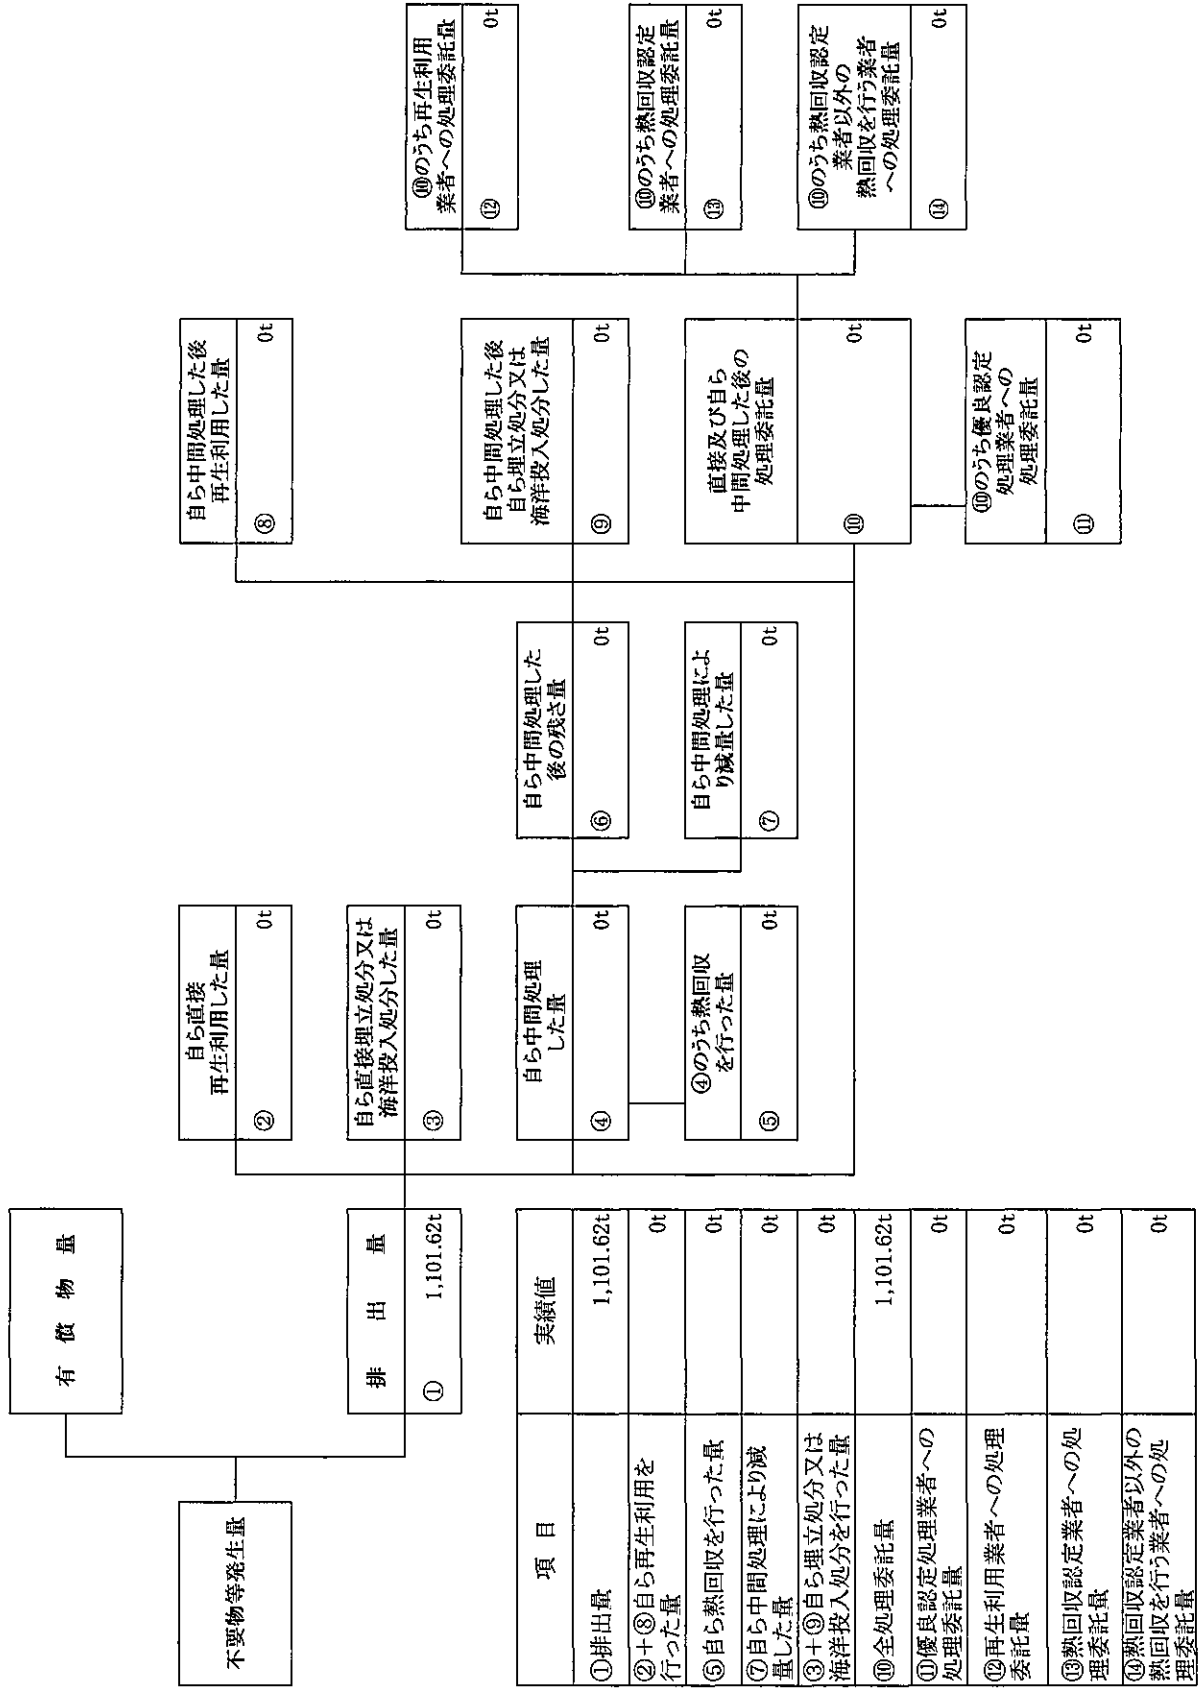 不要物等発生量
有 償 物 量
排 出 量
① 1,101.62t
自ら直接
再生利用した量
② 0t
自ら直接埋立処分又は
海洋投入処分した量
③ 0t
自ら中間処理
した量
④ 0t
④のうち熱回収
を行った量
⑤ 0t
自ら中間処理した
後の残さ量
⑥ 0t
自ら中間処理によ
り減量した量
⑦ 0t
自ら中間処理した後
再生利用した量
⑧ 0t
自ら中間処理した後
自ら埋立処分又は
海洋投入処分した量
⑨ 0t
直接及び自ら
中間処理した後の
処理委託量
⑩ 0t
⑩のうち優良認定
処理業者への
処理委託量
⑪ 0t
⑩のうち再生利用
業者への処理委託量
⑫ 0t
⑩のうち熱回収認定
業者への処理委託量
⑬ 0t
⑩のうち熱回収認定
業者以外の
熱回収を行う業者
への処理委託量
⑭ 0t
項 目 実績値
①排出量 1,101.62t
②+⑧自ら再生利用を
行った量 0t
⑤自ら熱回収を行った量 0t
⑦自ら中間処理により減
量した量 0t
③+⑨自ら埋立処分又は
海洋投入処分を行った量 0t
⑩全処理委託量 1,101.62t
⑪優良認定処理業者への
処理委託量 0t
⑫再生利用業者への処理
委託量 0t
⑬熱回収認定業者への処
理委託量 0t
⑭熱回収認定業者以外の
熱回収を行う業者への処
理委託量 0t